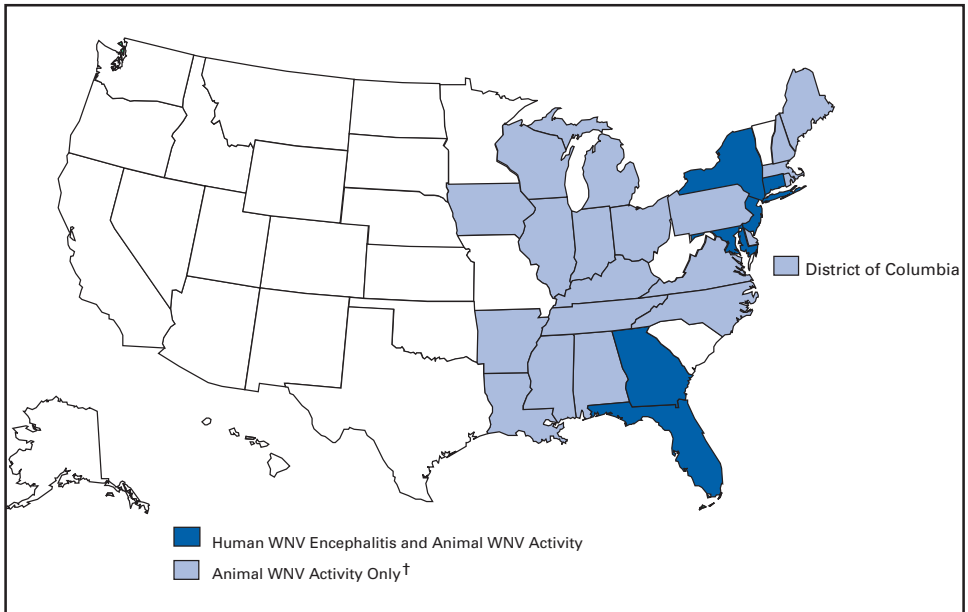 District of Columbia
Human WNV Encephalitis and Animal WNV Activity
Animal WNV Activity Only†